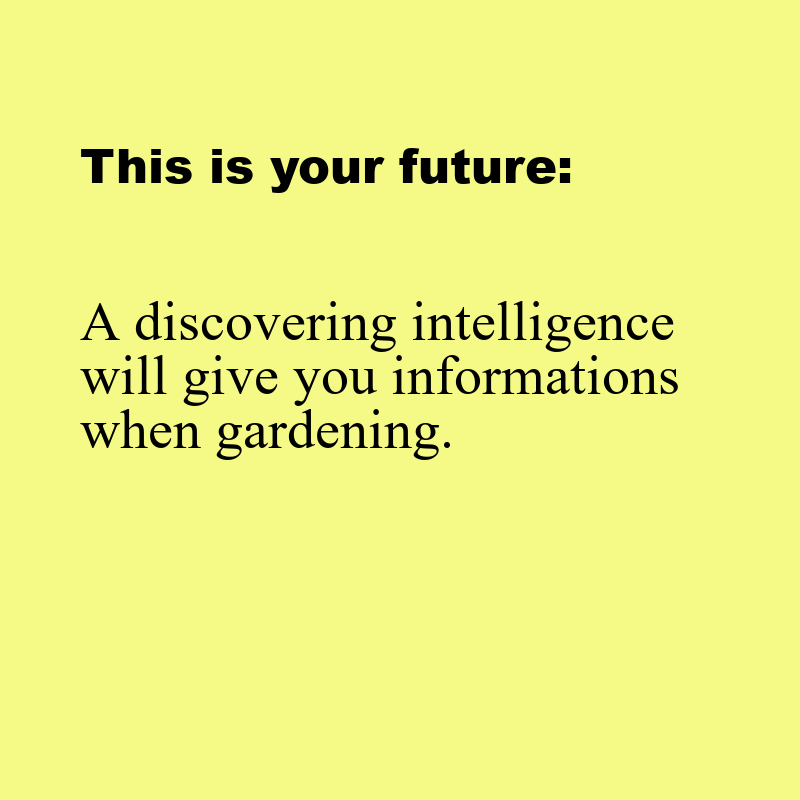 This is your future:
A discovering intelligence
will give you informations
when gardening.